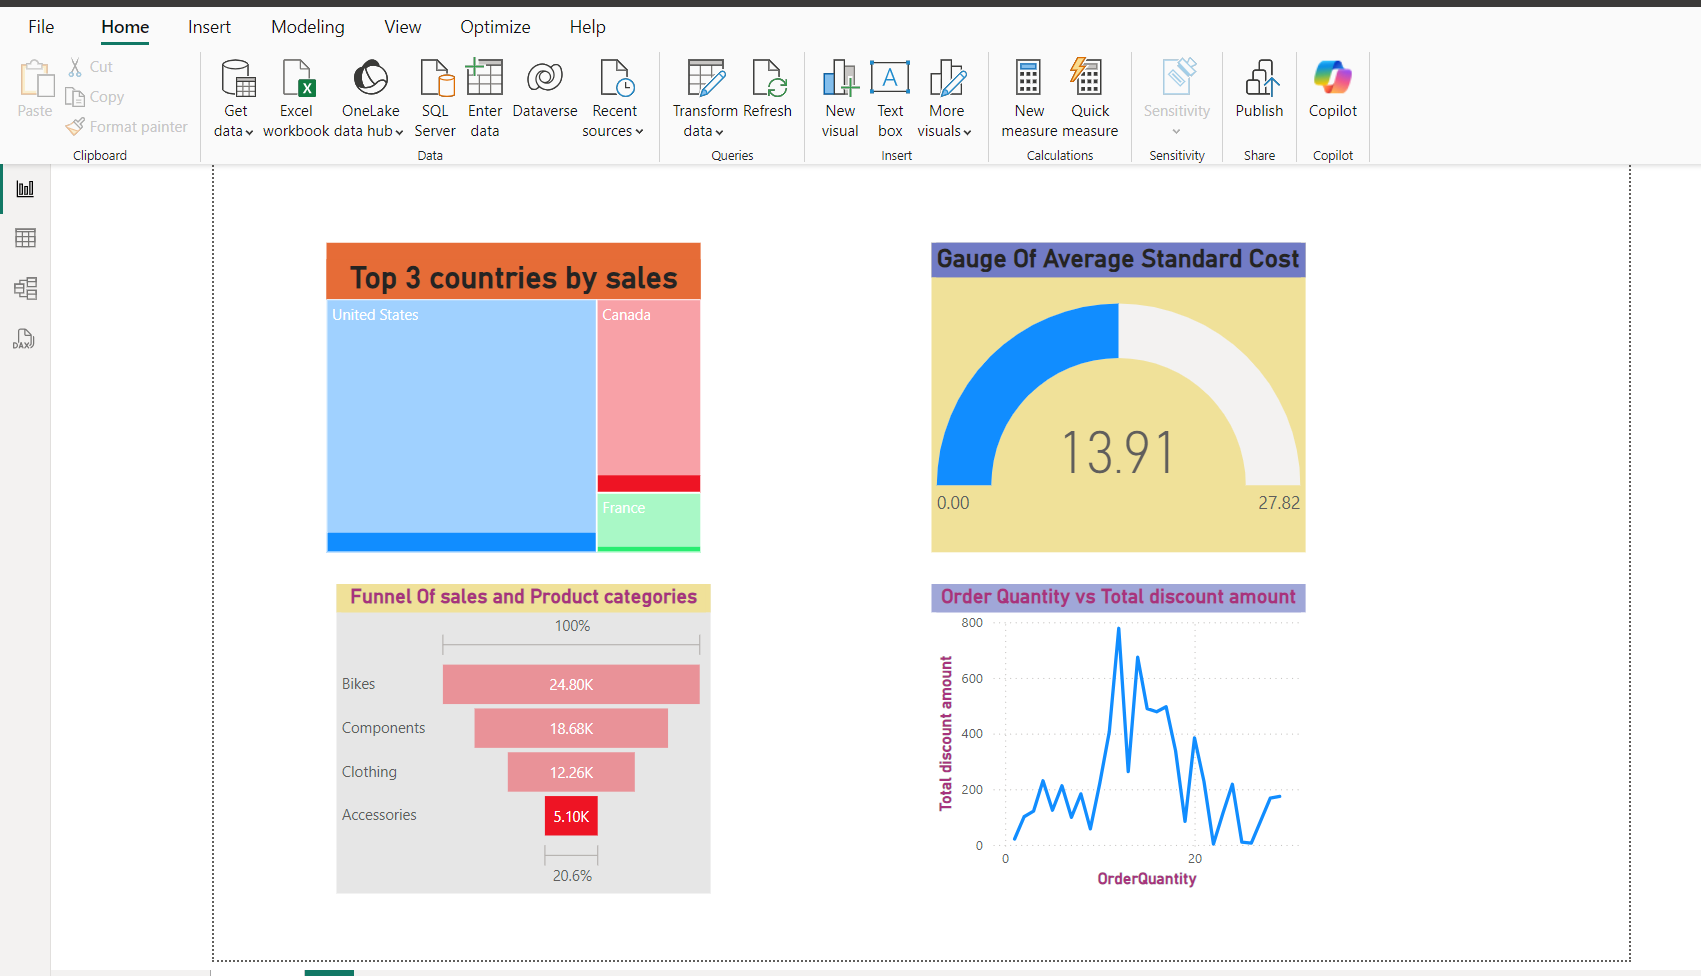 File Home Insert Modeling View Optimize Help
Paste
Cut
Copy
Format painter
Clipboard
Get
data
Excel
workbook
OneLake
data hub
SQL
Server
Enter
data
Dataverse
Recent
sources
Data
Transform
data
Refresh
Queries
New
visual
Text
box
More
visuals
Insert
New
measure
Quick
measure
Calculations
Sensitivity
Sensitivity
Publish
Share
Copilot
Copilot
DAX
Top 3 countries by sales
United States
Canada
France
Gauge Of Average Standard Cost
13.91
0.00
27.82
Funnel Of sales and Product categories
100%
Bikes
24.80K
Components
18.68K
Clothing
12.26K
Accessories
5.10K
20.6%
Order Quantity vs Total discount amount
Total discount amount
800
600
400
200
0
0
20
OrderQuantity